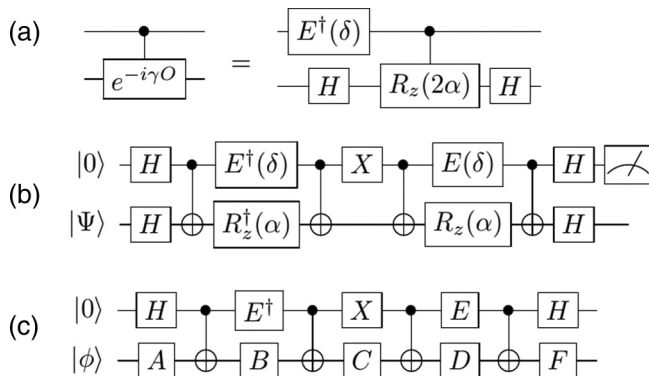 (a) E†(δ)
e^{-iγO} = H R_z(2α) H
(b) |0⟩ H E†(δ) X E(δ) H
|Ψ⟩ H R_z†(α) R_z(α) H
(c) |0⟩ H E† X E H
|ϕ⟩ A B C D F